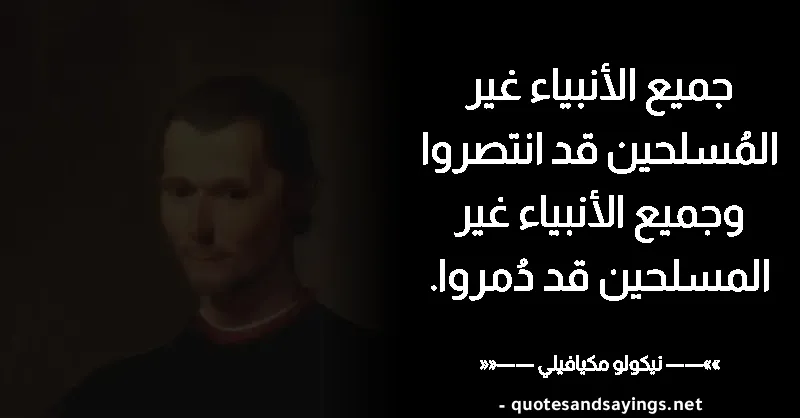 جميع الأنبياء غير
المُسلحين قد انتصروا
وجميع الأنبياء غير
المسلحين قد دُمروا.
»»——— نيكولو مكيافيلي ———««
- quotesandsayings.net